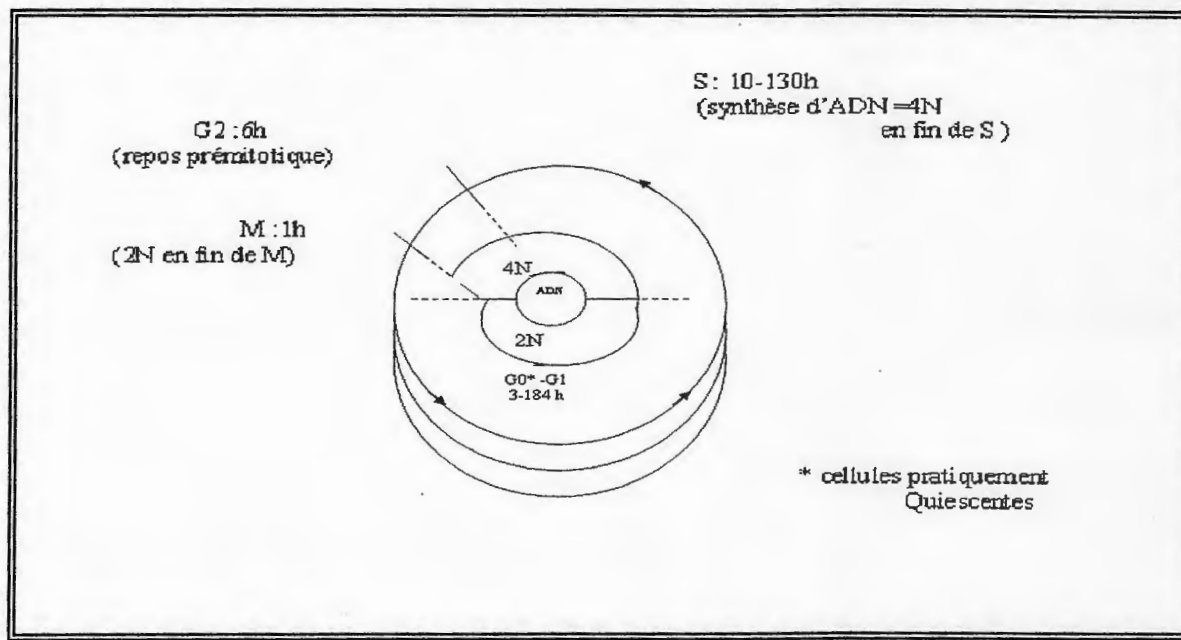 S : 10-130h
(synthèse d'ADN =4N
en fin de S )
G2 :6h
(repos prémitotique)
M : 1h
(2N en fin de M)
4N
ADN
2N
G0* -G1
3-184 h
* cellules pratiquement
Quiescentes